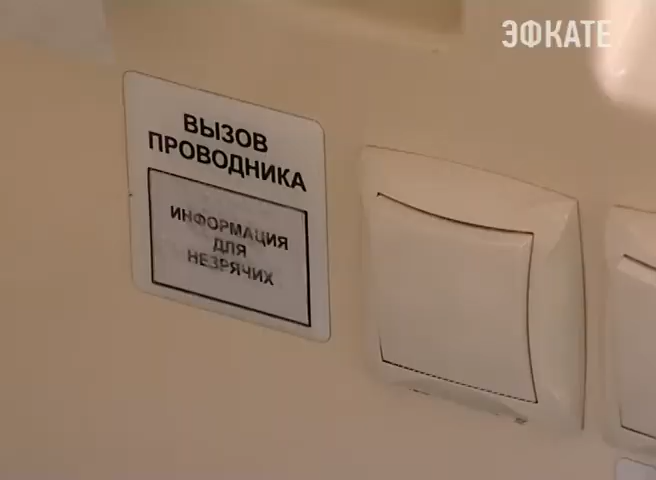 ЭФКАТЕ
ВЫЗОВ
ПРОВОДНИКА
ИНФОРМАЦИЯ
ДЛЯ
НЕЗРЯЧИХ